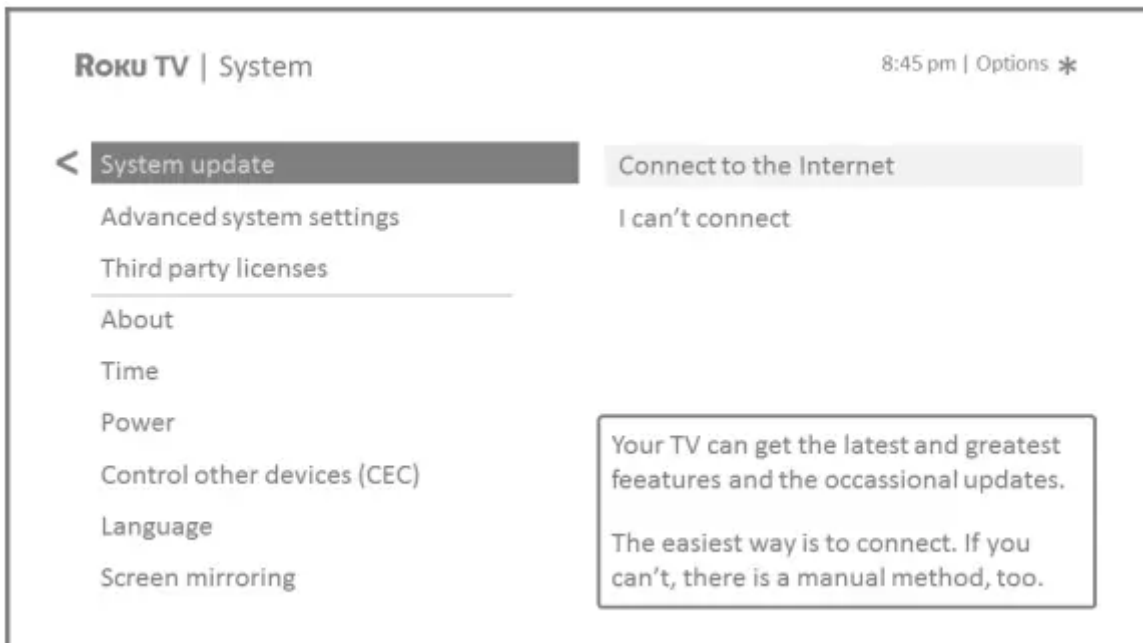 ROKU TV | System
8:45 pm | Options *
< System update
Advanced system settings
Third party licenses
About
Time
Power
Control other devices (CEC)
Language
Screen mirroring
Connect to the Internet
I can't connect
Your TV can get the latest and greatest
feeatures and the occassional updates.
The easiest way is to connect. If you
can't, there is a manual method, too.